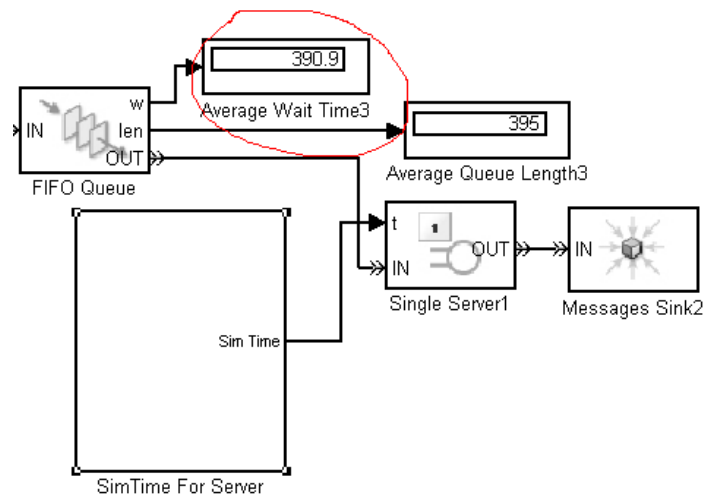 390.9
w
Average Wait Time3
IN
len
395
OUT
Average Queue Length3
FIFO Queue
t
OUT
IN
IN
Single Server1
Messages Sink2
Sim Time
SimTime For Server